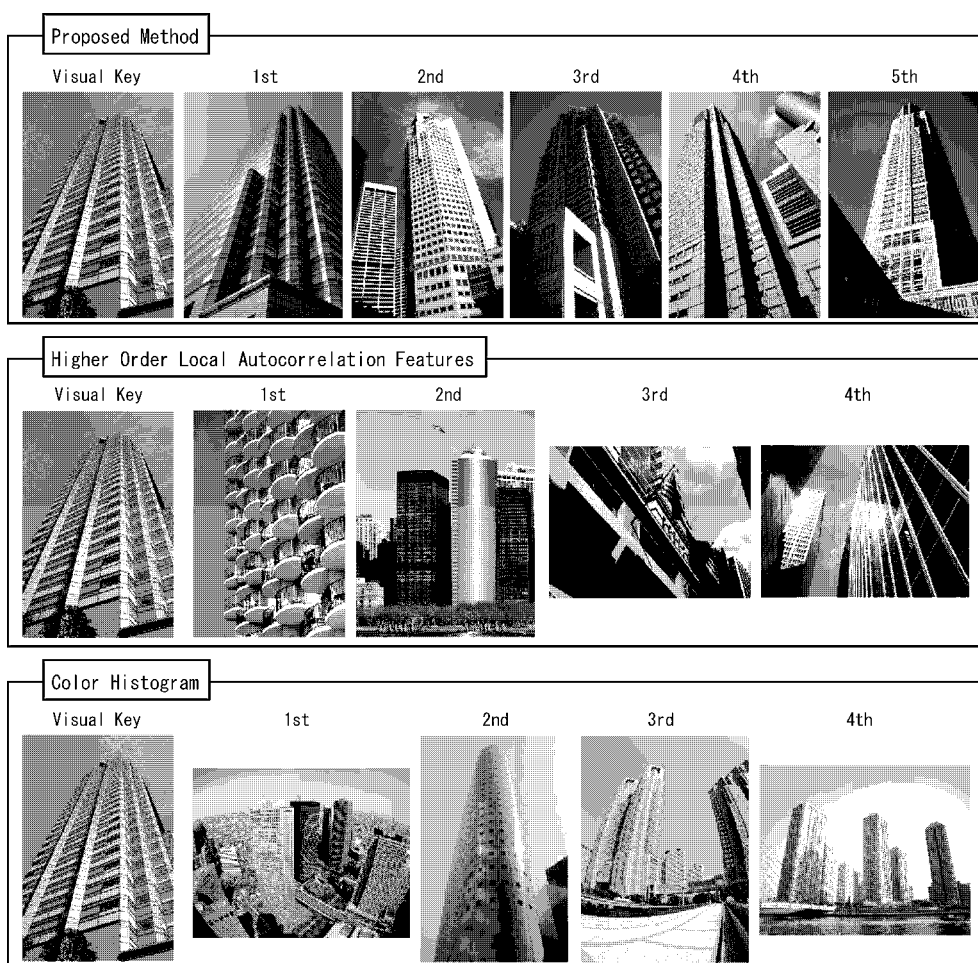 Proposed Method
Visual Key 1st 2nd 3rd 4th 5th
Higher Order Local Autocorrelation Features
Visual Key 1st 2nd 3rd 4th
Color Histogram
Visual Key 1st 2nd 3rd 4th